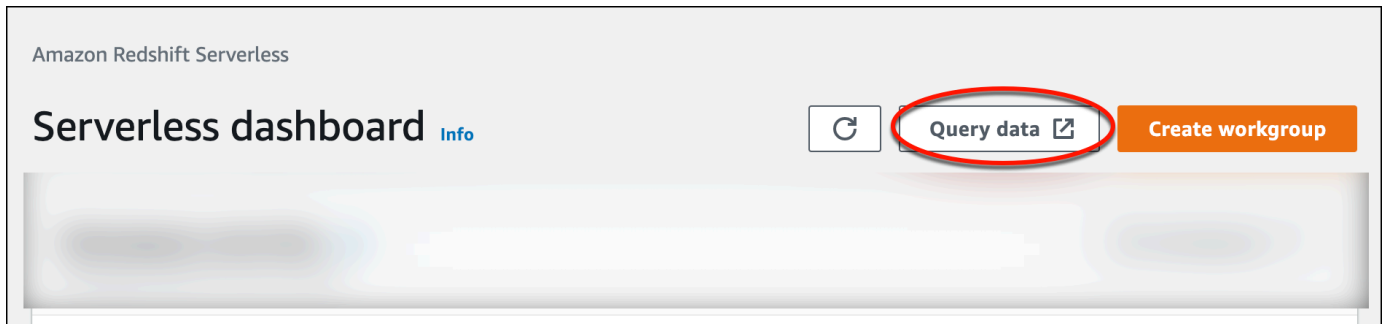 Amazon Redshift Serverless
Serverless dashboard Info
Query data
Create workgroup